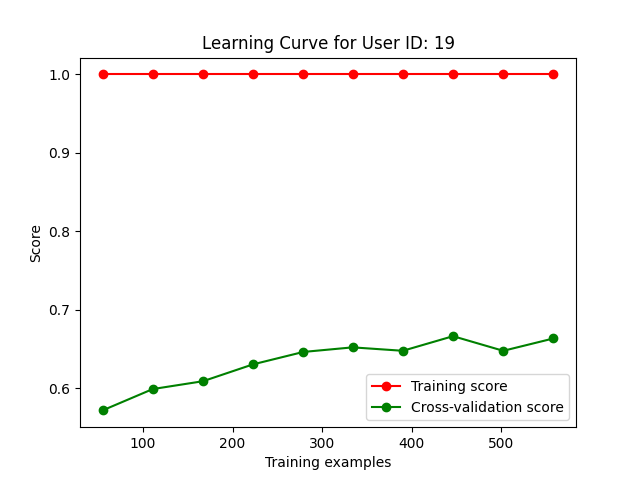 Learning Curve for User ID: 19
1.0
0.9
0.8
0.7
0.6
Score
100
200
300
400
500
Training examples
Training score
Cross-validation score